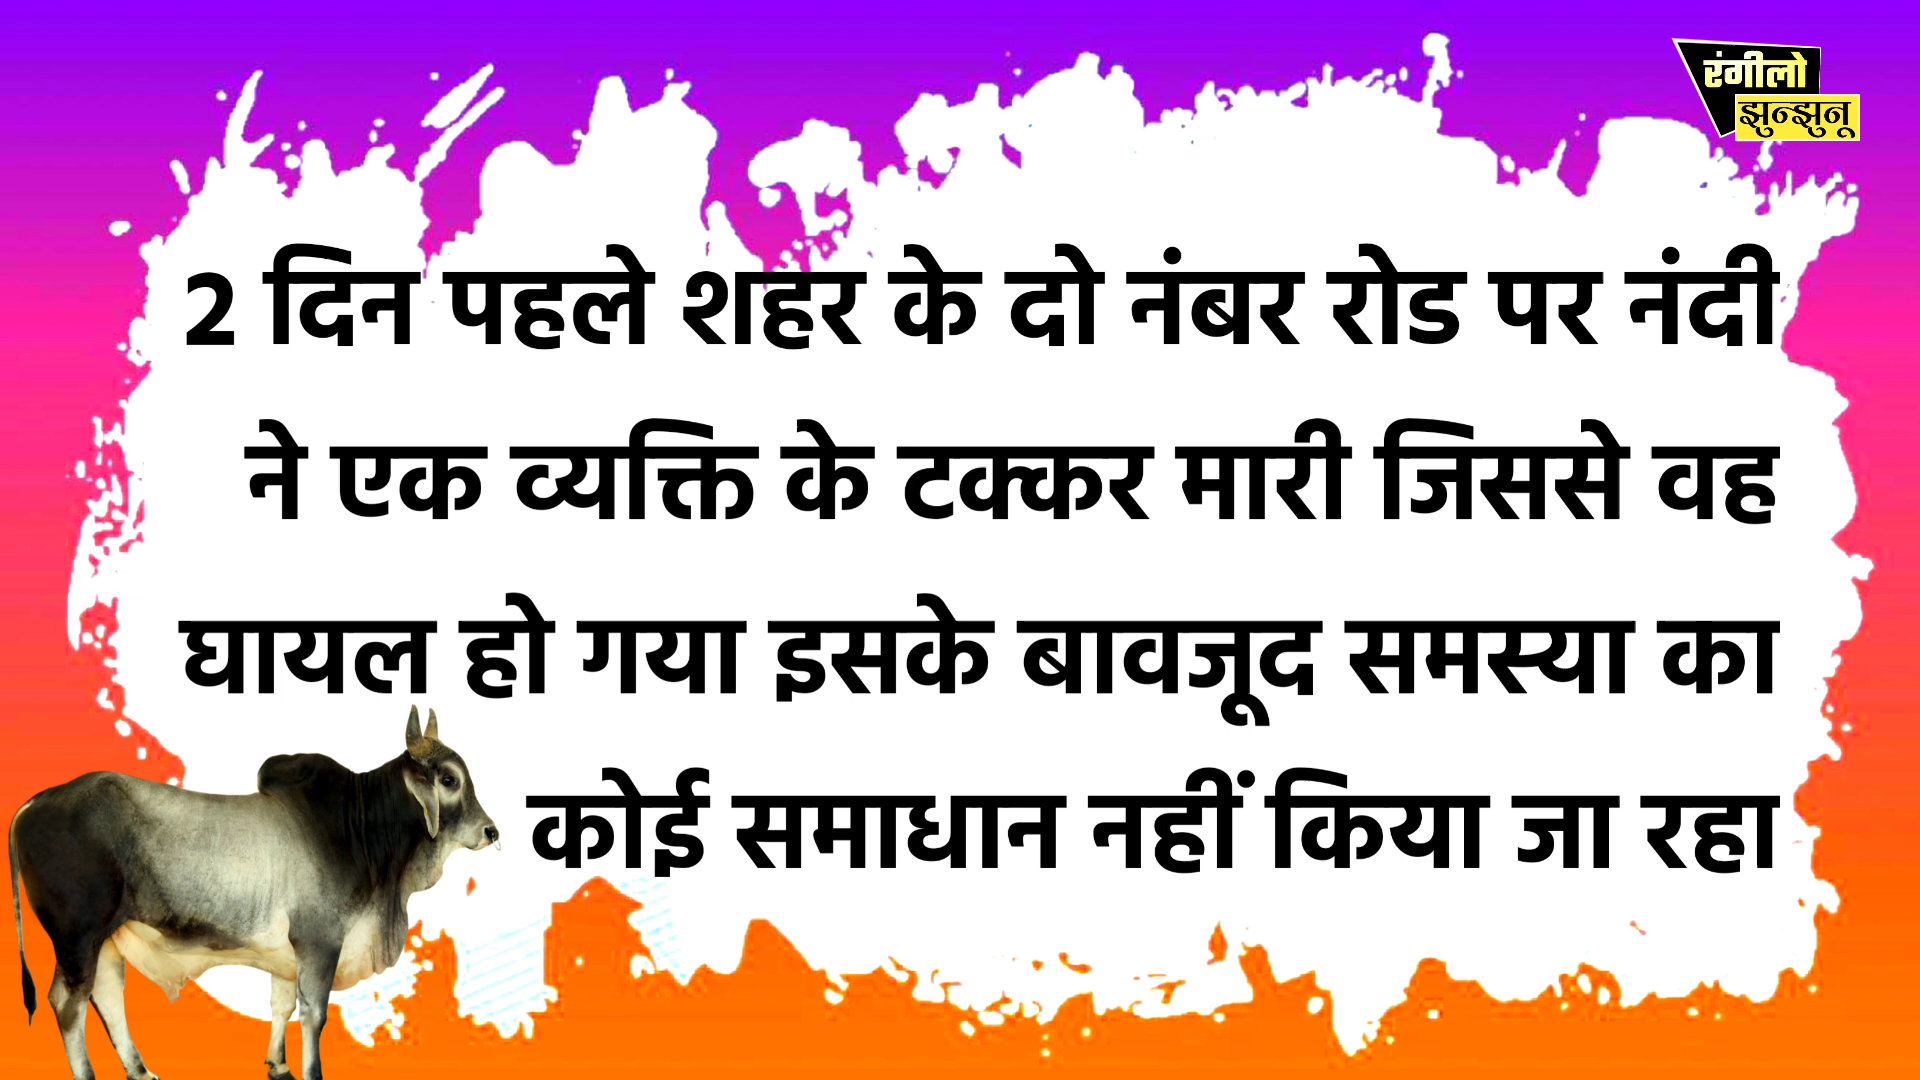 रंगीलो
झुन्झुनू
2 दिन पहले शहर के दो नंबर रोड पर नंदी
ने एक व्यक्ति के टक्कर मारी जिससे वह
घायल हो गया इसके बावजूद समस्या का
कोई समाधान नहीं किया जा रहा